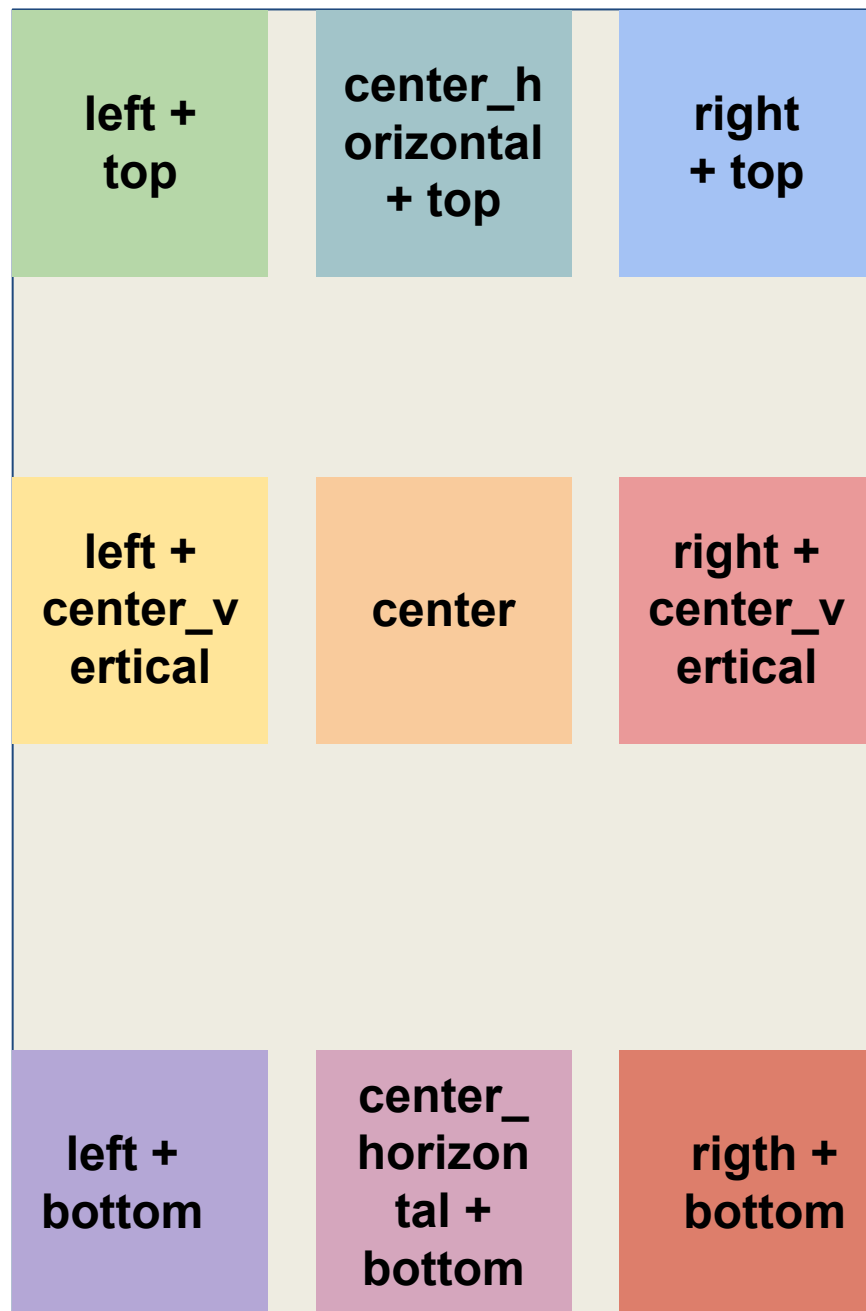 left +
top
center_h
orizontal
+ top
right
+ top
left +
center_v
ertical
center
right +
center_v
ertical
left +
bottom
center_
horizon
tal +
bottom
rigth +
bottom